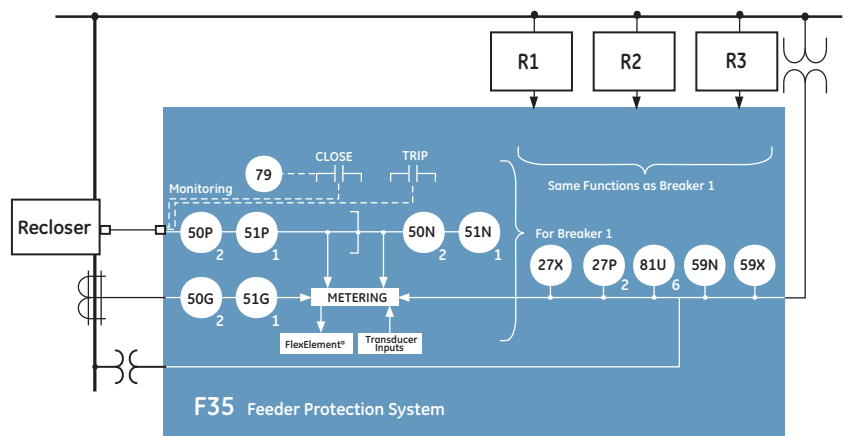 R1
R2
R3
79
CLOSE
TRIP
Monitoring
Same Functions as Breaker 1
Recloser
50P
2
51P
1
50N
2
51N
1
For Breaker 1
27X
27P
2
81U
6
59N
59X
50G
2
51G
1
METERING
FlexElementª
Transducer
Inputs
F35 Feeder Protection System